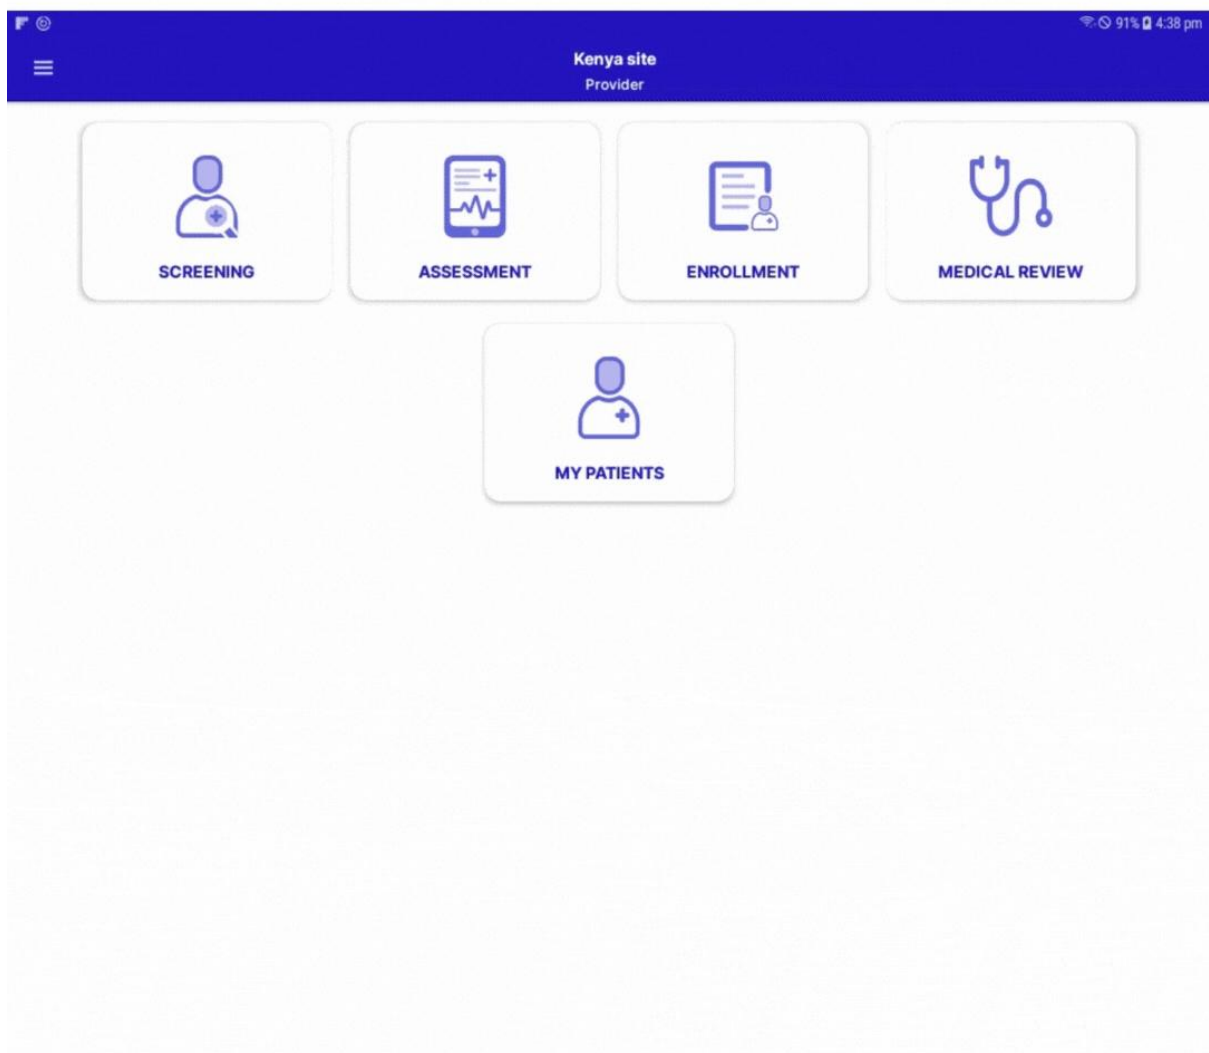 91% 4:38 pm
Kenya site
Provider
SCREENING
ASSESSMENT
ENROLLMENT
MEDICAL REVIEW
MY PATIENTS